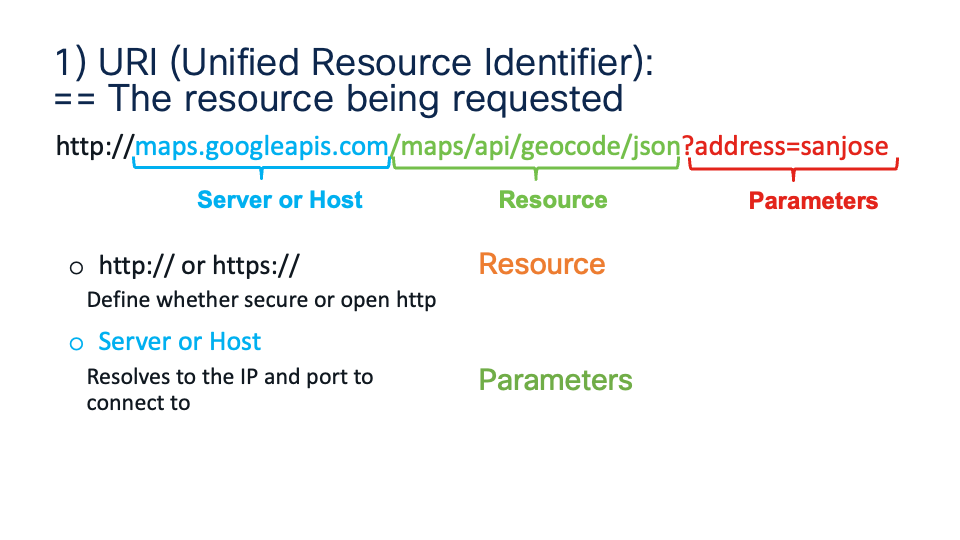 1) URI (Unified Resource Identifier):
== The resource being requested
http://maps.googleapis.com/maps/api/geocode/json?address=sanjose
Server or Host
Resource
Parameters
o http:// or https://
Define whether secure or open http
o Server or Host
Resolves to the IP and port to
connect to
Resource
Parameters